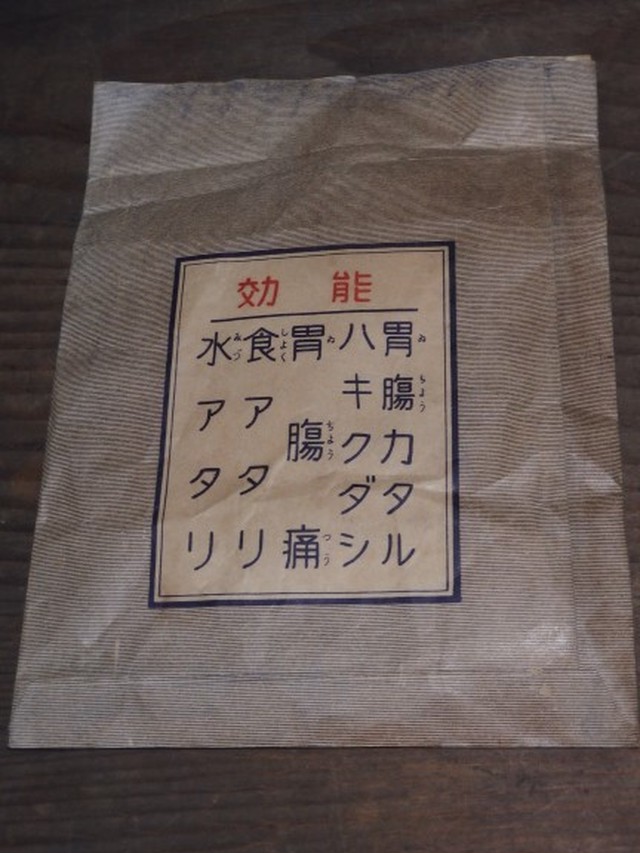 効能
胃腸カタル
ハキクダシ
胃腸痛
食アタリ
水アタリ